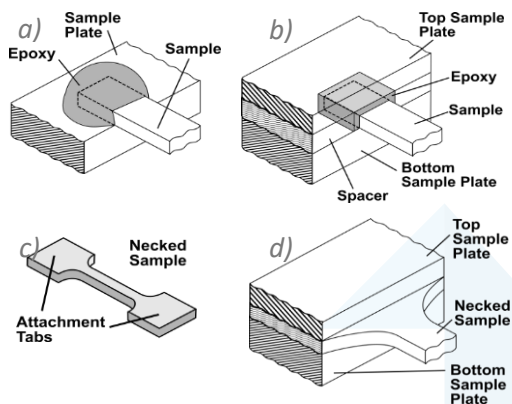 a)
Sample
Plate
Sample
Epoxy
b)
Top Sample
Plate
Epoxy
Sample
Bottom
Sample Plate
Spacer
c)
Necked
Sample
Attachment
Tabs
d)
Top
Sample
Plate
Necked
Sample
Bottom
Sample
Plate